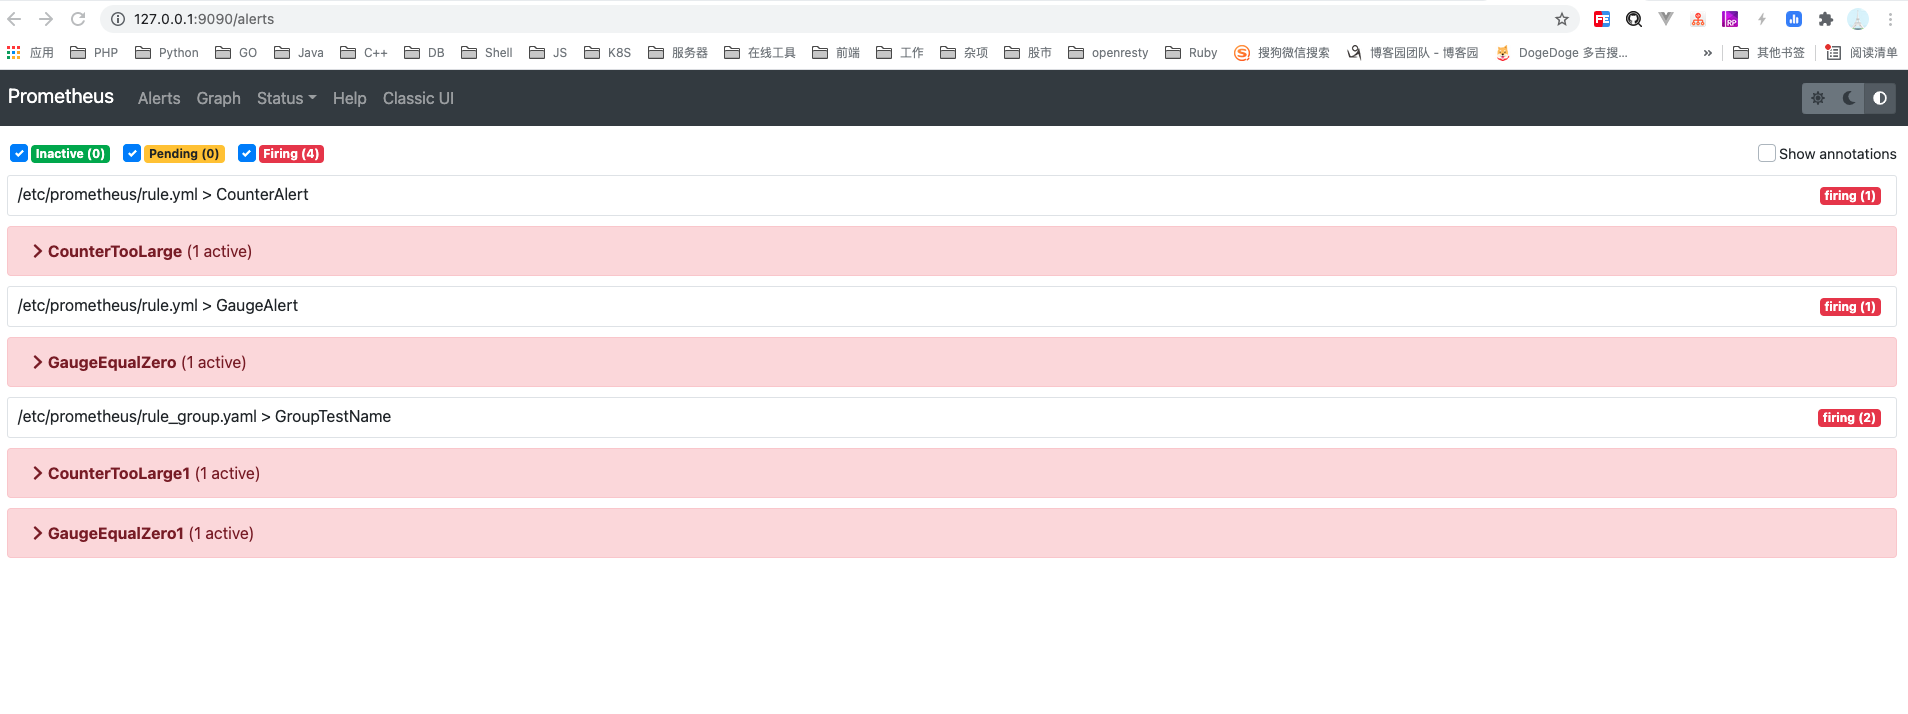 127.0.0.1:9090/alerts
应用 PHP Python GO Java C++ DB Shell JS K8S 服务器 在线工具 前端 工作 杂项 股市 openresty Ruby 搜狗微信搜索 博客园团队 - 博客园 DogeDoge 多吉搜... » 其他书签 阅读清单
Prometheus Alerts Graph Status Help Classic UI
Inactive (0) Pending (0) Firing (4) Show annotations
/etc/prometheus/rule.yml > CounterAlert firing (1)
CounterTooLarge (1 active)
/etc/prometheus/rule.yml > GaugeAlert firing (1)
GaugeEqualZero (1 active)
/etc/prometheus/rule_group.yaml > GroupTestName firing (2)
CounterTooLarge1 (1 active)
GaugeEqualZero1 (1 active)